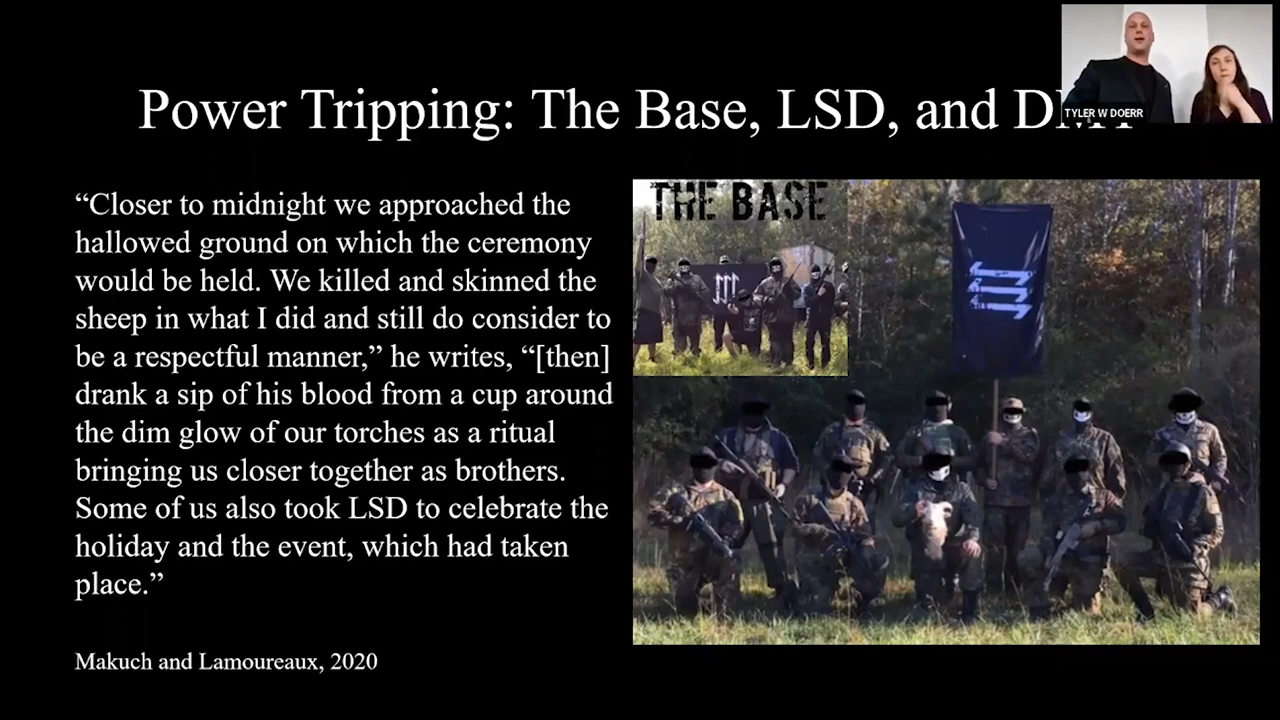 Power Tripping: The Base, LSD, and
TYLER W DOERR
“Closer to midnight we approached the
hallowed ground on which the ceremony
would be held. We killed and skinned the
sheep in what I did and still do consider to
be a respectful manner,” he writes, “[then]
drank a sip of his blood from a cup around
the dim glow of our torches as a ritual
bringing us closer together as brothers.
Some of us also took LSD to celebrate the
holiday and the event, which had taken
place.”
Makuch and Lamoureaux, 2020
THE BASE